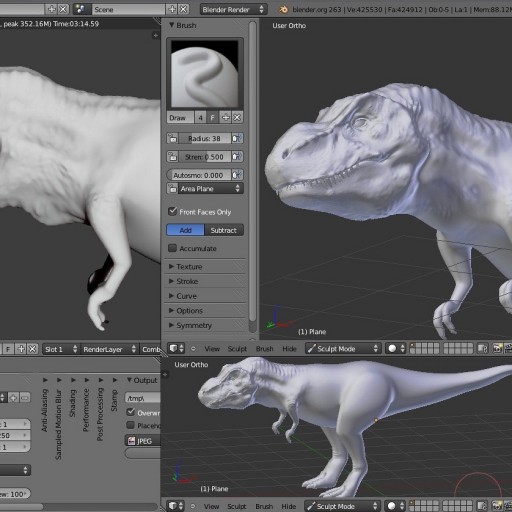 Scene
Blender Render
blender.org 263 | Ve:425530 | Fa:424912 | Ob:0-5 | La:1 | Mem:88.12M
, peak 352.16M) Time:03:14.59
Brush
User Ortho
Draw 4 F
Radius: 38
Stren: 0.500
Autosmo: 0.000
Area Plane
Front Faces Only
Add Subtract
Accumulate
Texture
Stroke
Curve
Options
Symmetry
(1) Plane
F Slot 1 RenderLayer Comb
View Sculpt Brush Hide Sculpt Mode
User Ortho
Anti-Aliasing
Sampled Motion Blur
Shading
Performance
Post Processing
Stamp
Output
/tmp\
Overwr
Placeho
JPEG
: 1
250
: 1
ew: 100
(1) Plane
View Sculpt Brush Hide Sculpt Mode